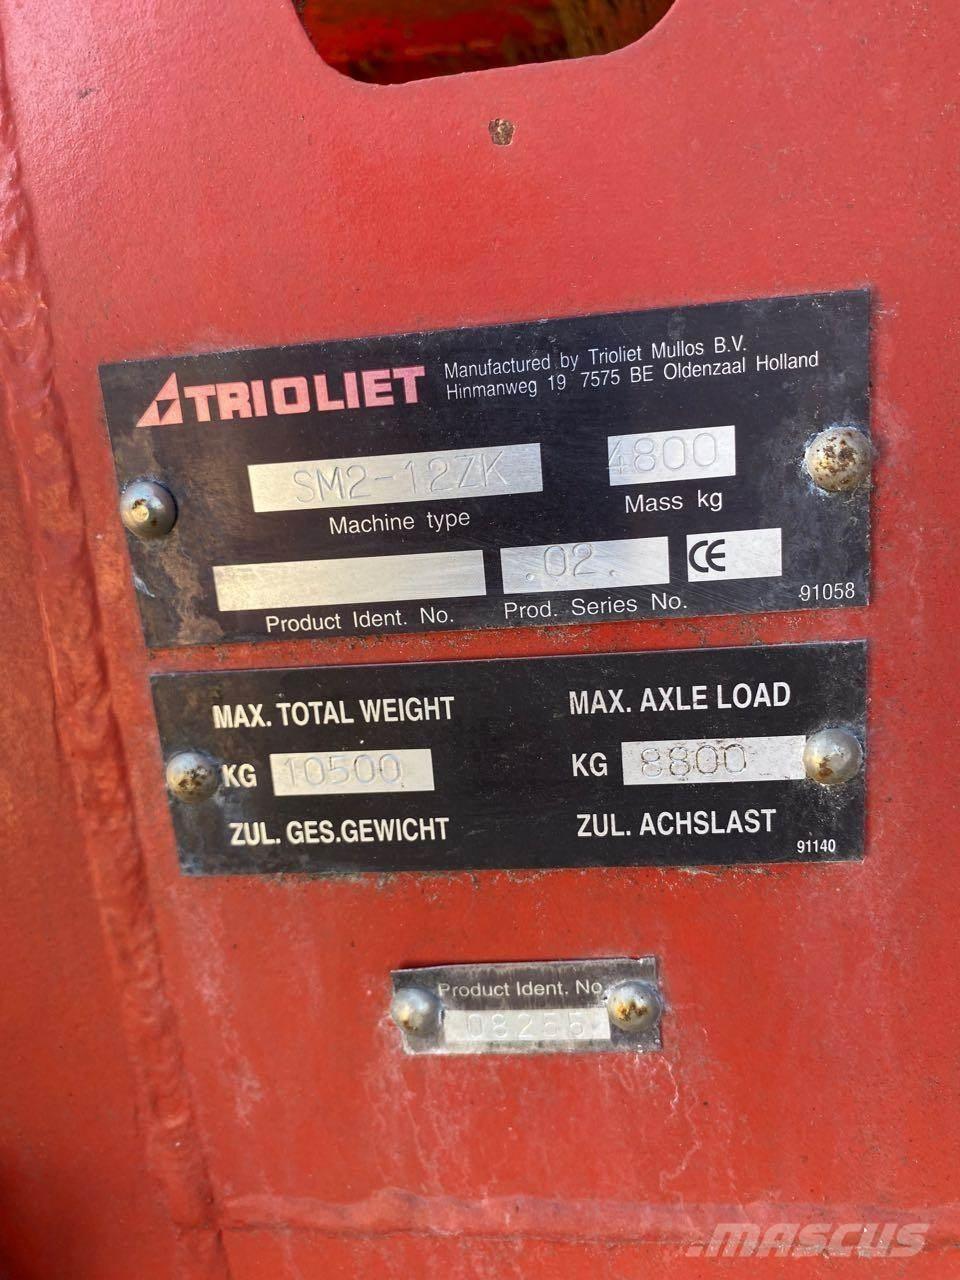 TRIOLIET
Manufactured by Trioliet Mullos B.V.
Hinmanweg 19 7575 BE Oldenzaal Holland
SM2-12ZK
4800
Machine type
Mass kg
.02.
CE
Product Ident. No.
Prod. Series No.
91058
MAX. TOTAL WEIGHT
MAX. AXLE LOAD
KG 10500
KG 8800
ZUL. GES.GEWICHT
ZUL. ACHSLAST
91140
Product Ident. No.
08255
MASCUS